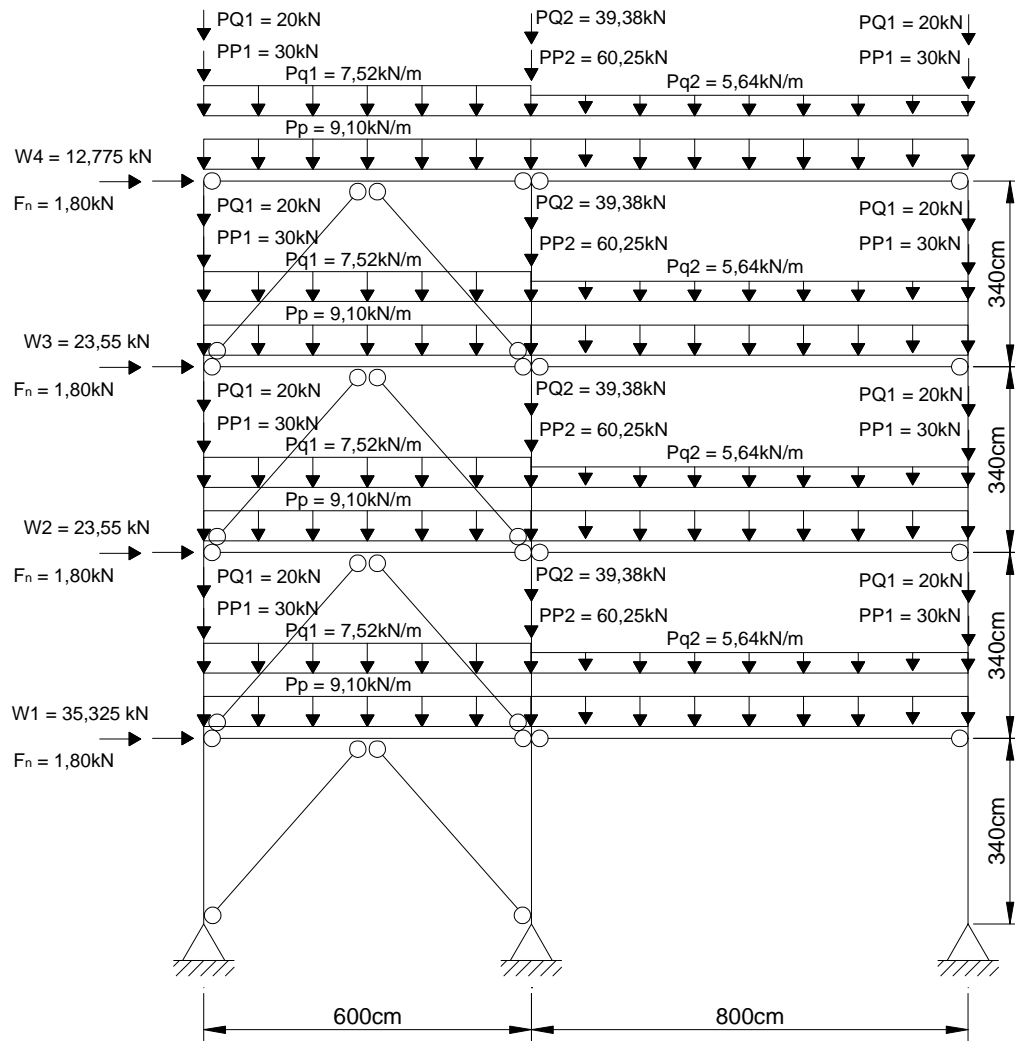 PQ1 = 20kN
PQ2 = 39,38kN
PQ1 = 20kN
PP1 = 30kN
PP2 = 60,25kN
PP1 = 30kN
Pq1 = 7,52kN/m
Pq2 = 5,64kN/m
Pp = 9,10kN/m
W4 = 12,775 kN
Fn = 1,80kN
PQ1 = 20kN
PQ2 = 39,38kN
PQ1 = 20kN
PP1 = 30kN
PP2 = 60,25kN
PP1 = 30kN
Pq1 = 7,52kN/m
Pq2 = 5,64kN/m
340cm
Pp = 9,10kN/m
W3 = 23,55 kN
Fn = 1,80kN
PQ1 = 20kN
PQ2 = 39,38kN
PQ1 = 20kN
PP1 = 30kN
PP2 = 60,25kN
PP1 = 30kN
Pq1 = 7,52kN/m
Pq2 = 5,64kN/m
340cm
Pp = 9,10kN/m
W2 = 23,55 kN
Fn = 1,80kN
PQ1 = 20kN
PQ2 = 39,38kN
PQ1 = 20kN
PP1 = 30kN
PP2 = 60,25kN
PP1 = 30kN
Pq1 = 7,52kN/m
Pq2 = 5,64kN/m
340cm
Pp = 9,10kN/m
W1 = 35,325 kN
Fn = 1,80kN
340cm
600cm
800cm